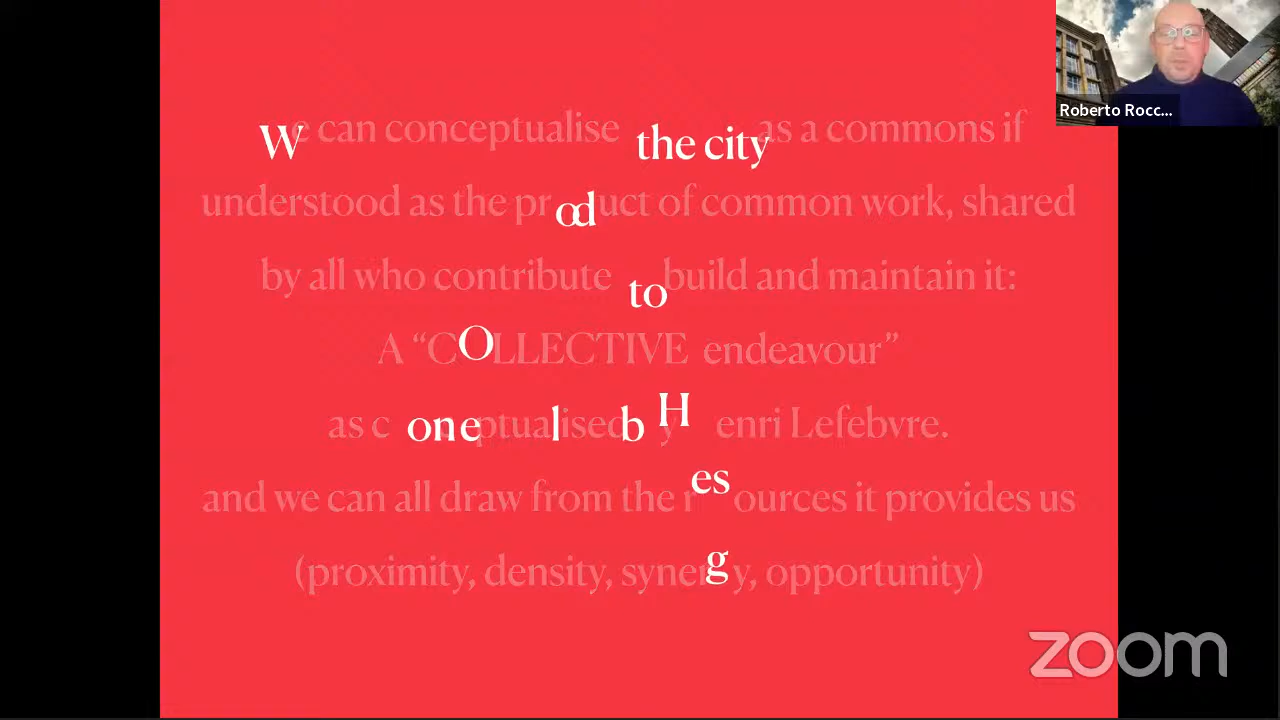 Roberto Rocc...
We can conceptualise the city as a commons if
understood as the product of common work, shared
by all who contribute to build and maintain it:
A “COLLECTIVE endeavour”
as conceptualised by Henri Lefebvre.
and we can all draw from the resources it provides us
(proximity, density, synergy, opportunity)
zoom